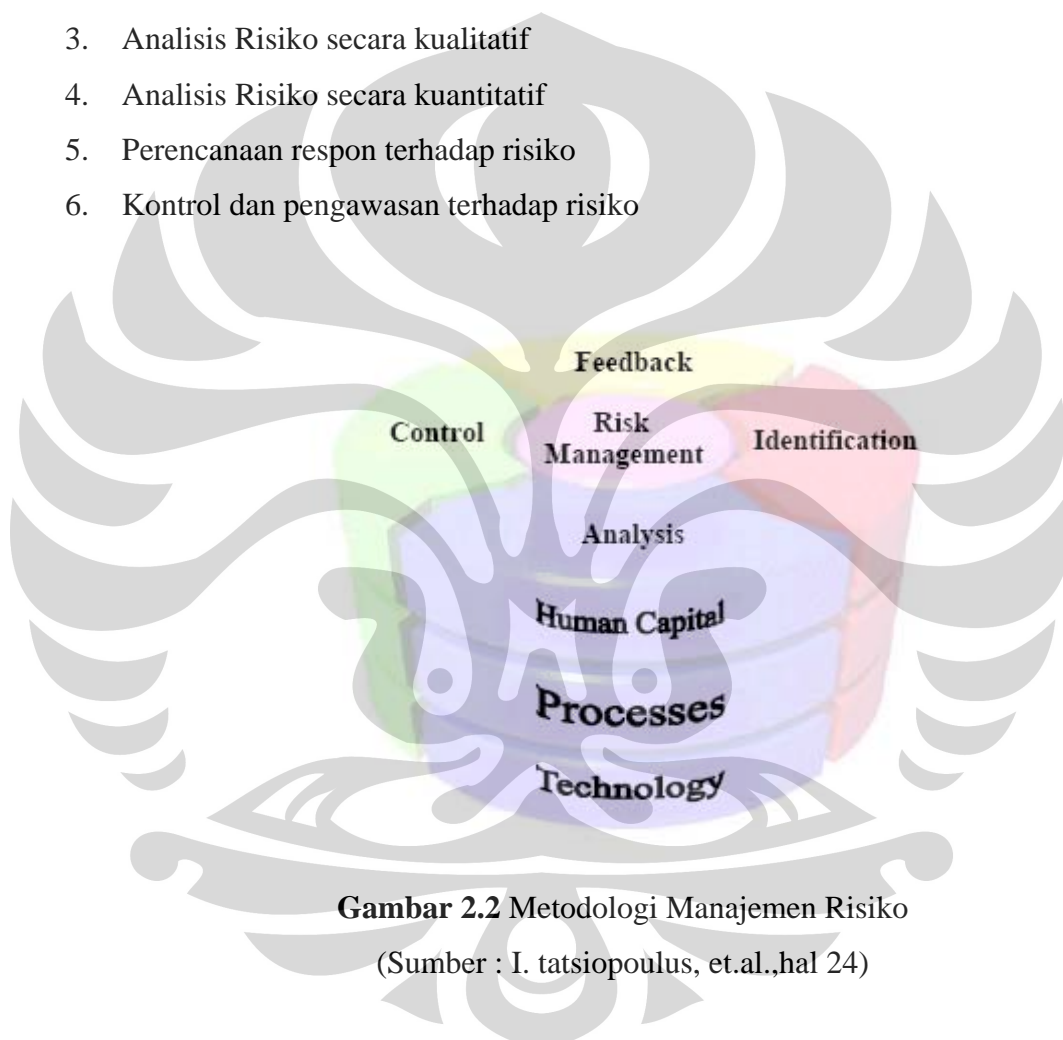 3. Analisis Risiko secara kualitatif
4. Analisis Risiko secara kuantitatif
5. Perencanaan respon terhadap risiko
6. Kontrol dan pengawasan terhadap risiko
Feedback
Control
Risk
Management
Identification
Analysis
Human Capital
Processes
Technology
Gambar 2.2 Metodologi Manajemen Risiko
(Sumber : I. tatsiopoulus, et.al.,hal 24)